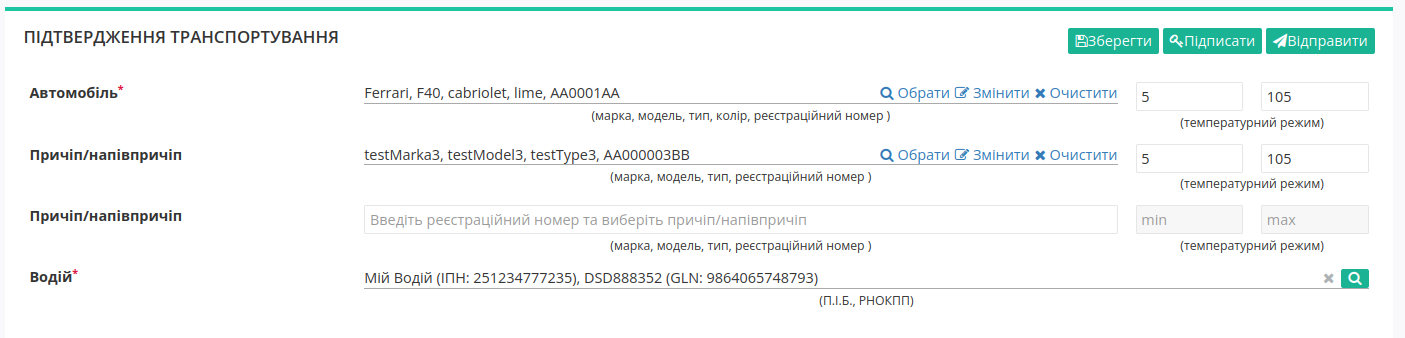 ПІДТВЕРДЖЕННЯ ТРАНСПОРТУВАННЯ
Зберегти Підписати Відправити
Автомобіль* Ferrari, F40, cabriolet, lime, AA0001AA Обрати Змінити Очистити 5 105
(марка, модель, тип, колір, реєстраційний номер ) (температурний режим)
Причіп/напівпричіп testMarka3, testModel3, testType3, AA000003BB Обрати Змінити Очистити 5 105
(марка, модель, тип, реєстраційний номер ) (температурний режим)
Причіп/напівпричіп Введіть реєстраційний номер та виберіть причіп/напівпричіп min max
(марка, модель, тип, реєстраційний номер ) (температурний режим)
Водій* Мій Водій (ІПН: 251234777235), DSD888352 (GLN: 9864065748793)
(П.І.Б., РНОКПП)